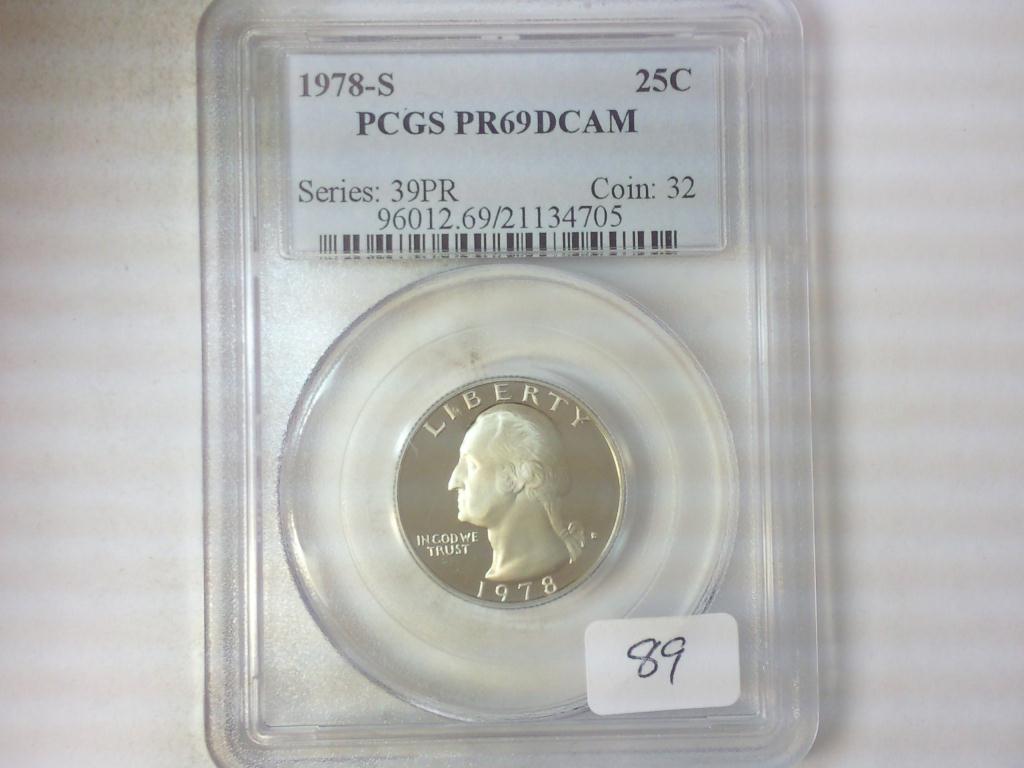 1978-S 25C
PCGS PR69DCAM
Series: 39PR Coin: 32
96012.69/21134705
LIBERTY
IN GOD WE
TRUST
1978
89